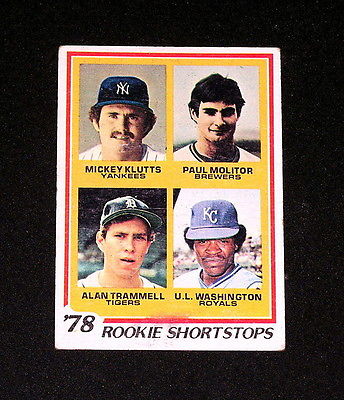 NY
MICKEY KLUTTS
YANKEES
PAUL MOLITOR
BREWERS
D
KC
ALAN TRAMMELL
TIGERS
U.L. WASHINGTON
ROYALS
'78 ROOKIE SHORTSTOPS